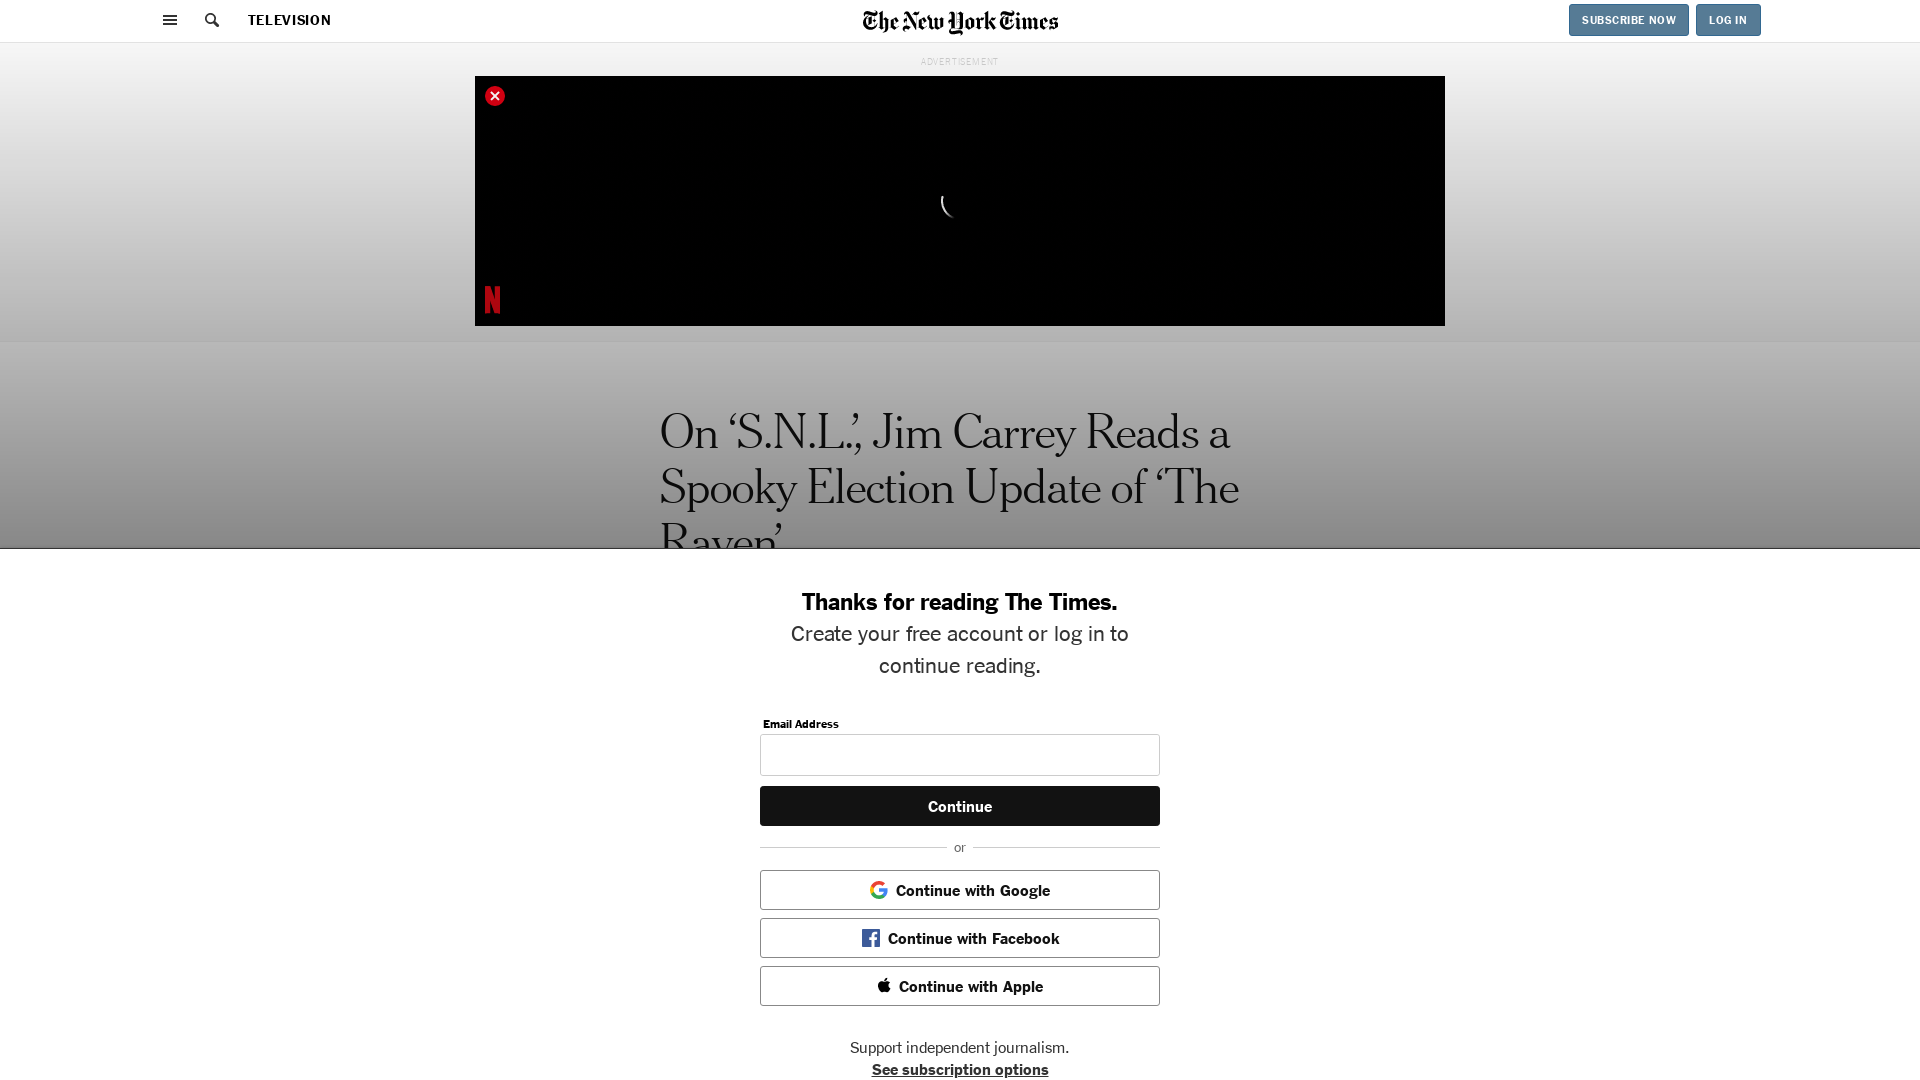 TELEVISION
The New York Times
SUBSCRIBE NOW
LOG IN
ADVERTISEMENT
N
On ‘S.N.L.’, Jim Carrey Reads a
Spooky Election Update of ‘The
Raven’
Thanks for reading The Times.
Create your free account or log in to
continue reading.
Email Address
Continue
or
Continue with Google
Continue with Facebook
Continue with Apple
Support independent journalism.
See subscription options